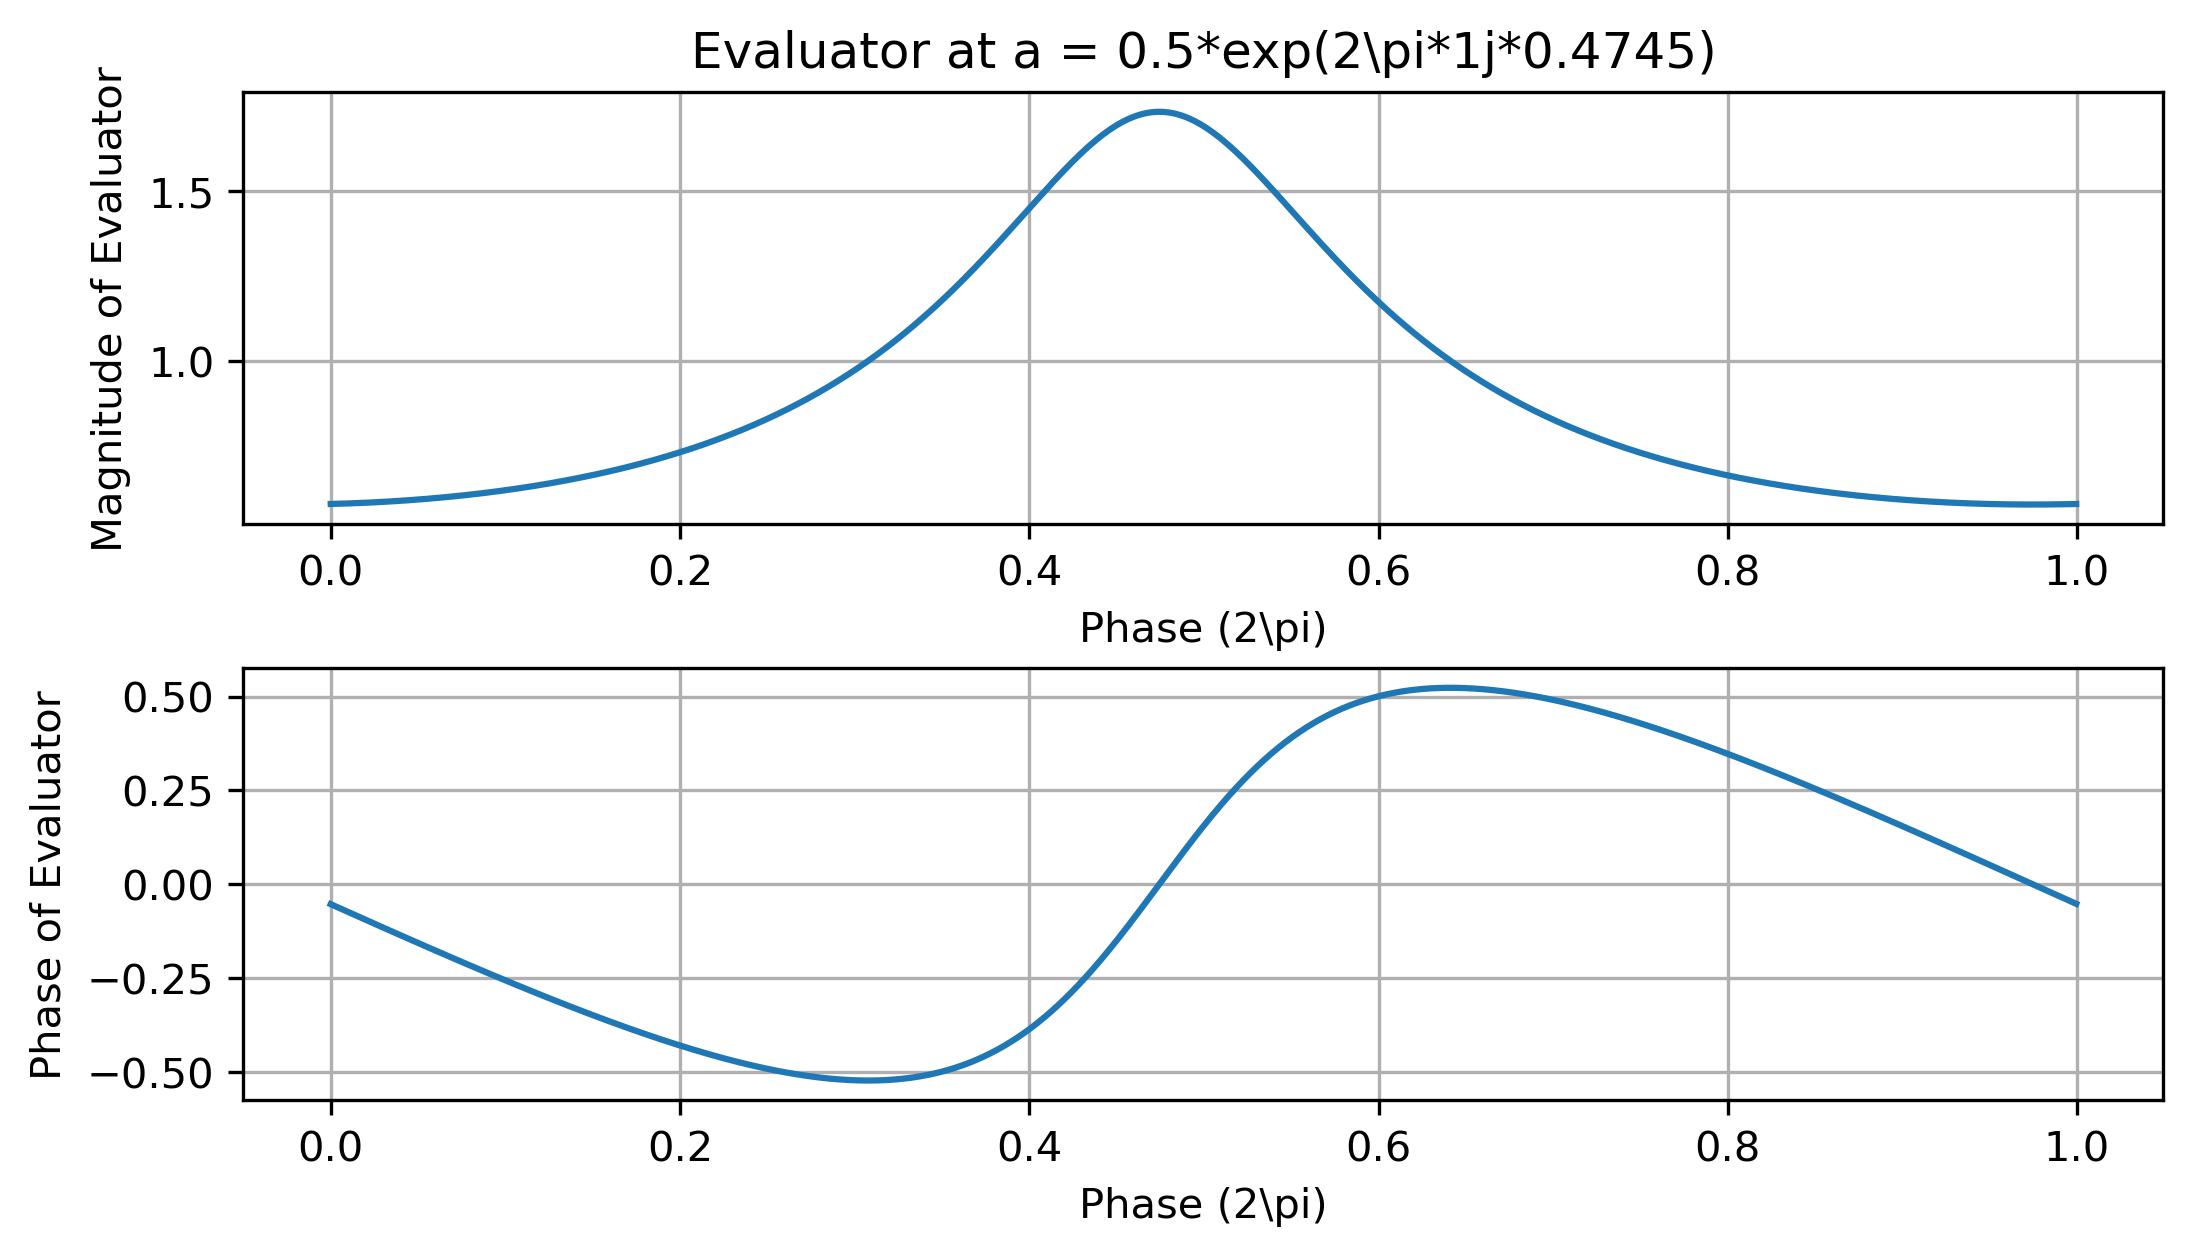 Evaluator at a = 0.5*exp(2\pi*1j*0.4745)
Magnitude of Evaluator
1.5
1.0
0.0 0.2 0.4 0.6 0.8 1.0
Phase (2\pi)
Phase of Evaluator
0.50
0.25
0.00
−0.25
−0.50
0.0 0.2 0.4 0.6 0.8 1.0
Phase (2\pi)